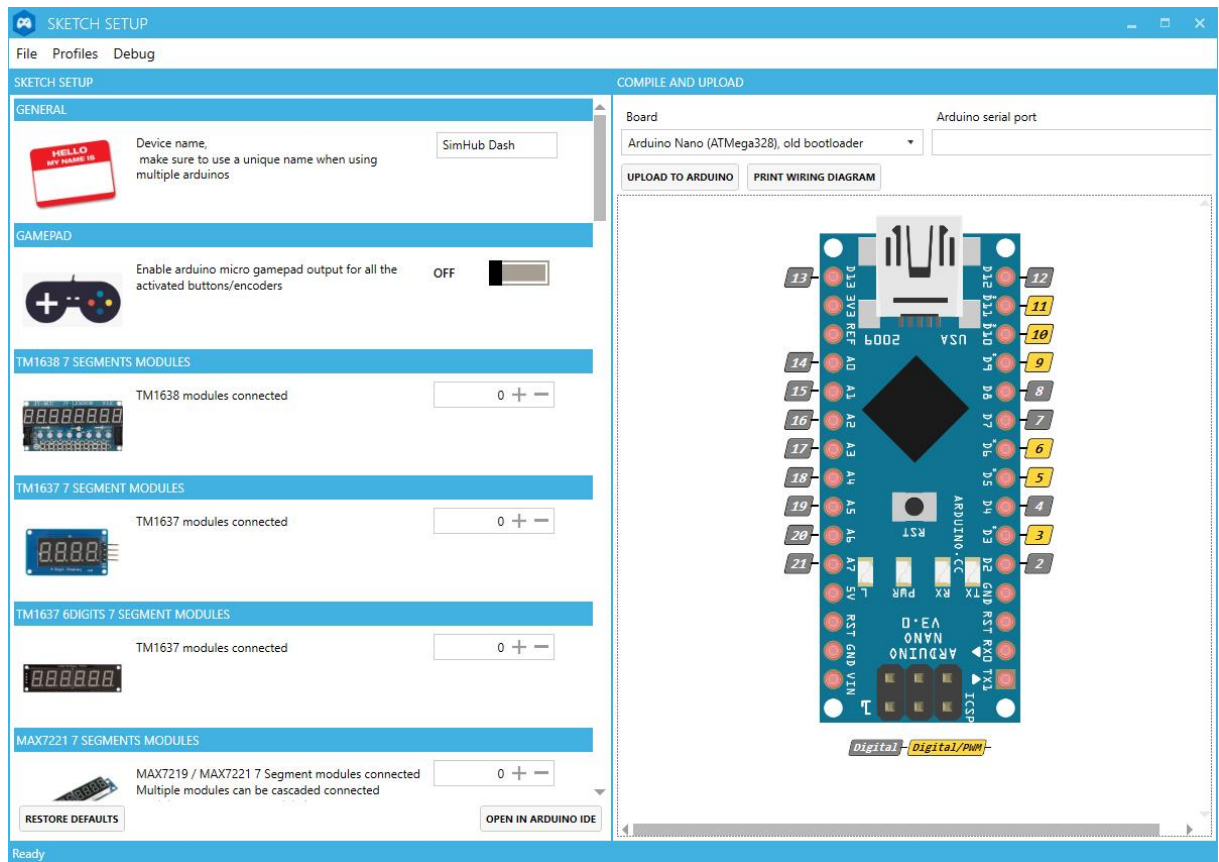 SKETCH SETUP
File Profiles Debug
SKETCH SETUP
GENERAL
HELLO
MY NAME IS
Device name,
make sure to use a unique name when using
multiple arduinos
SimHub Dash
GAMEPAD
Enable arduino micro gamepad output for all the
activated buttons/encoders
OFF
TM1638 7 SEGMENTS MODULES
TM1638 modules connected
0
TM1637 7 SEGMENT MODULES
TM1637 modules connected
0
TM1637 6DIGITS 7 SEGMENT MODULES
TM1637 modules connected
0
MAX7221 7 SEGMENTS MODULES
MAX7219 / MAX7221 7 Segment modules connected
Multiple modules can be cascaded connected
0
RESTORE DEFAULTS
OPEN IN ARDUINO IDE
COMPILE AND UPLOAD
Board
Arduino serial port
Arduino Nano (ATMega328), old bootloader
UPLOAD TO ARDUINO
PRINT WIRING DIAGRAM
13 D13 D12 12
3V3 D11 11
REF D10 10
14 A0 D9 9
15 A1 D8 8
16 A2 D7 7
17 A3 D6 6
18 A4 D5 5
19 A5 D4 4
20 A6 D3 3
21 A7 D2 2
5V GND
RST RST
GND RX0
VIN TX1
USA
2009
RST
ARDUINO.CC
TX RX PWR L
ARDUINO
NANO
V3.0
ICSP
1
Digital Digital/PWM
Ready